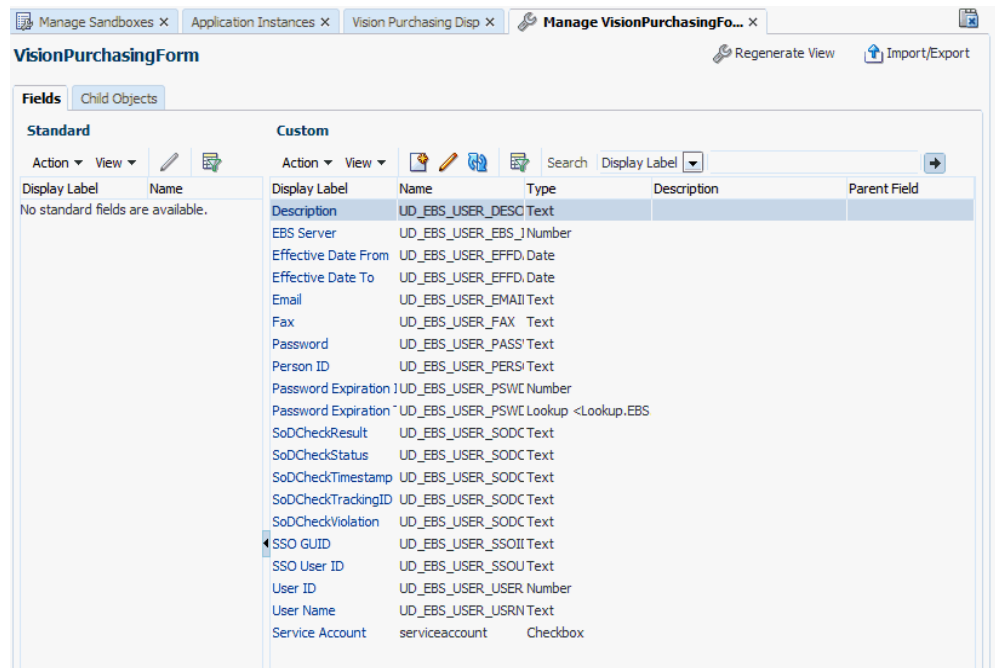 Manage Sandboxes Application Instances Vision Purchasing Disp Manage VisionPurchasingFo...
VisionPurchasingForm Regenerate View Import/Export
Fields Child Objects
Standard Custom
Action View Action View Search Display Label
Display Label Name Display Label Name Type Description Parent Field
No standard fields are available. Description UD_EBS_USER_DESC Text
EBS Server UD_EBS_USER_EBS_I Number
Effective Date From UD_EBS_USER_EFFD. Date
Effective Date To UD_EBS_USER_EFFD. Date
Email UD_EBS_USER_EMAII Text
Fax UD_EBS_USER_FAX Text
Password UD_EBS_USER_PASS' Text
Person ID UD_EBS_USER_PERS( Text
Password Expiration UD_EBS_USER_PSWD Number
Password Expiration UD_EBS_USER_PSWD Lookup <Lookup.EBS
SoDCheckResult UD_EBS_USER_SODC Text
SoDCheckStatus UD_EBS_USER_SODC Text
SoDCheckTimestamp UD_EBS_USER_SODC Text
SoDCheckTrackingID UD_EBS_USER_SODC Text
SoDCheckViolation UD_EBS_USER_SODC Text
SSO GUID UD_EBS_USER_SSOII Text
SSO User ID UD_EBS_USER_SSOU Text
User ID UD_EBS_USER_USER Number
User Name UD_EBS_USER_USRN Text
Service Account serviceaccount Checkbox